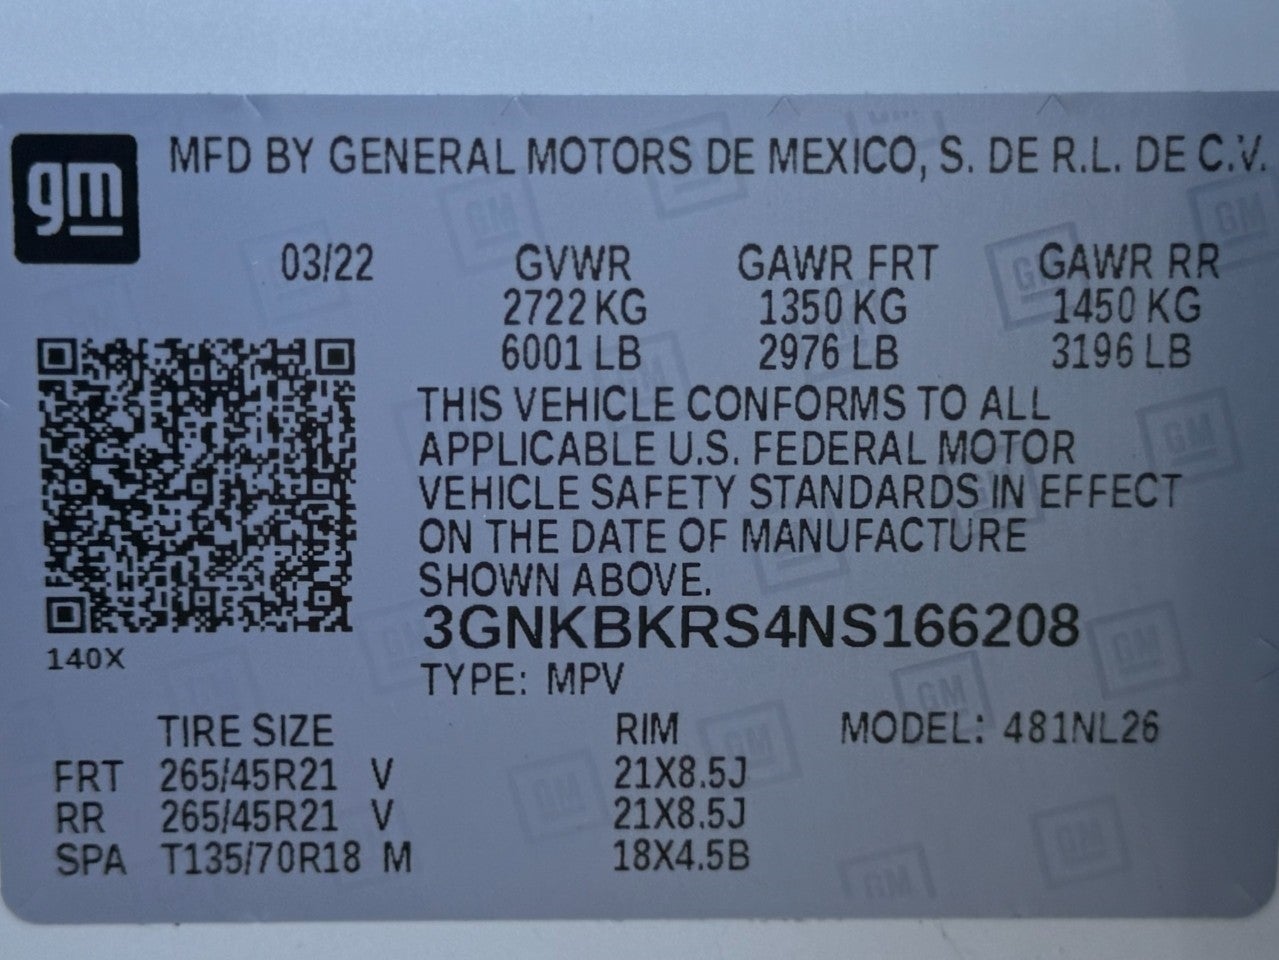 gm MFD BY GENERAL MOTORS DE MEXICO, S. DE R.L. DE C.V.
03/22 GVWR GAWR FRT GAWR RR
2722 KG 1350 KG 1450 KG
6001 LB 2976 LB 3196 LB
THIS VEHICLE CONFORMS TO ALL
APPLICABLE U.S. FEDERAL MOTOR
VEHICLE SAFETY STANDARDS IN EFFECT
ON THE DATE OF MANUFACTURE
SHOWN ABOVE.
3GNKBKRS4NS166208
140X
TYPE: MPV
TIRE SIZE RIM MODEL: 481NL26
FRT 265/45R21 V 21X8.5J
RR 265/45R21 V 21X8.5J
SPA T135/70R18 M 18X4.5B